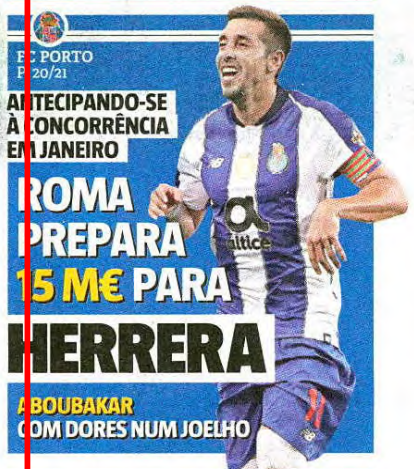 FC PORTO
P. 20/21
ANTECIPANDO-SE
À CONCORRÊNCIA
EM JANEIRO
ROMA
PREPARA
15 M€ PARA
HERRERA
ABOUBAKAR
COM DORES NUM JOELHO
altice